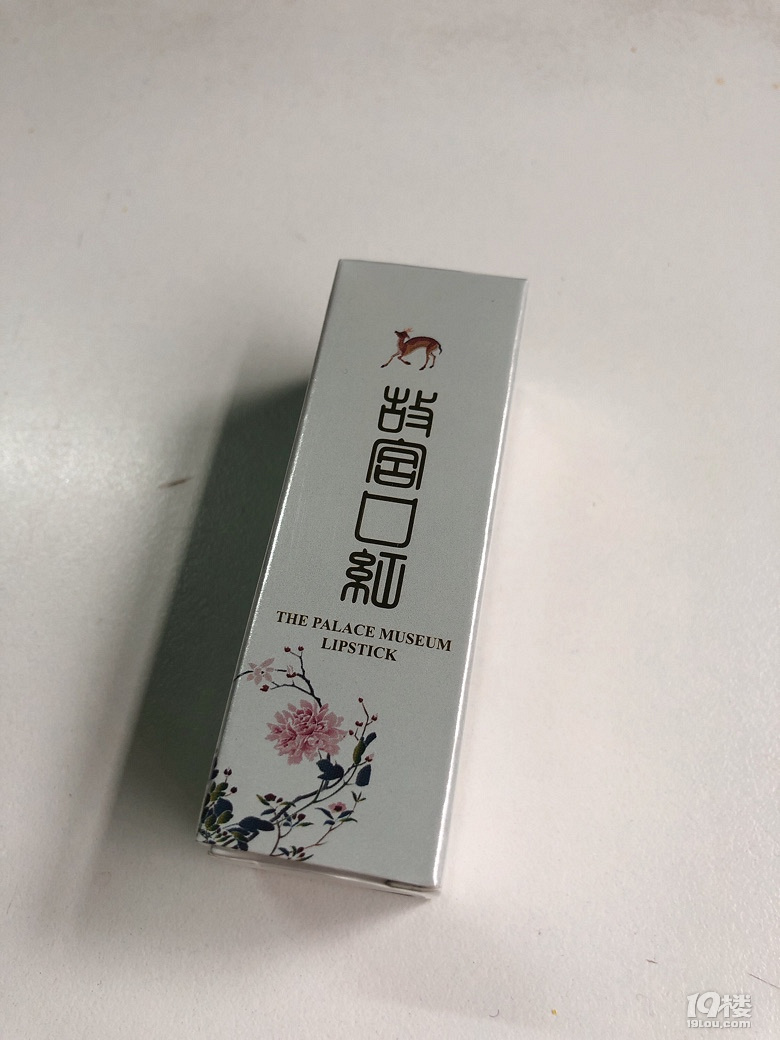 故宫口红
THE PALACE MUSEUM
LIPSTICK
19楼
19lou.com